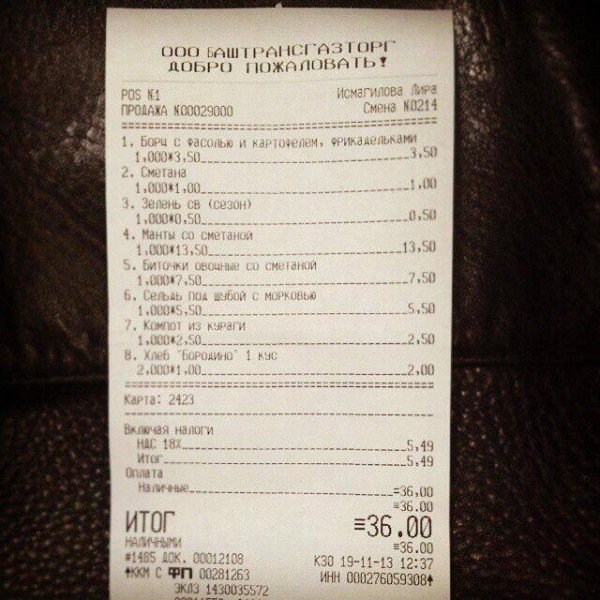 ООО БАШТРАНСГАЗТОРГ
ДОБРО ПОЖАЛОВАТЬ!
POS N1 Исмагилова Лира
ПРОДАЖА N00029000 Смена N0214
1. Борщ с фасолью и картофелем, фрикадельками
1,000*3,50 3,50
2. Сметана
1,000*1,00 1,00
3. Зелень св (сезон)
1,000*0,50 0,50
4. Манты со сметаной
1,000*13,50 13,50
5. Биточки овощные со сметаной
1,000*7,50 7,50
6. Сельдь под шубой с морковью
1,000*5,50 5,50
7. Компот из кураги
1,000*2,50 2,50
8. Хлеб "Бородино" 1 кус
2,000*1,00 2,00
Карта: 2423
Включая налоги
НДС 18% 5,49
Итог 5,49
Оплата
Наличные =36,00
≡36.00
ИТОГ ≡36.00
НАЛИЧНЫМИ ≡36.00
#1485 ДОК. 00012108 КЗО 19-11-13 12:37
*ККМ С ФП 00281263 ИНН 000276059308*
ЭКЛЗ 1430035572